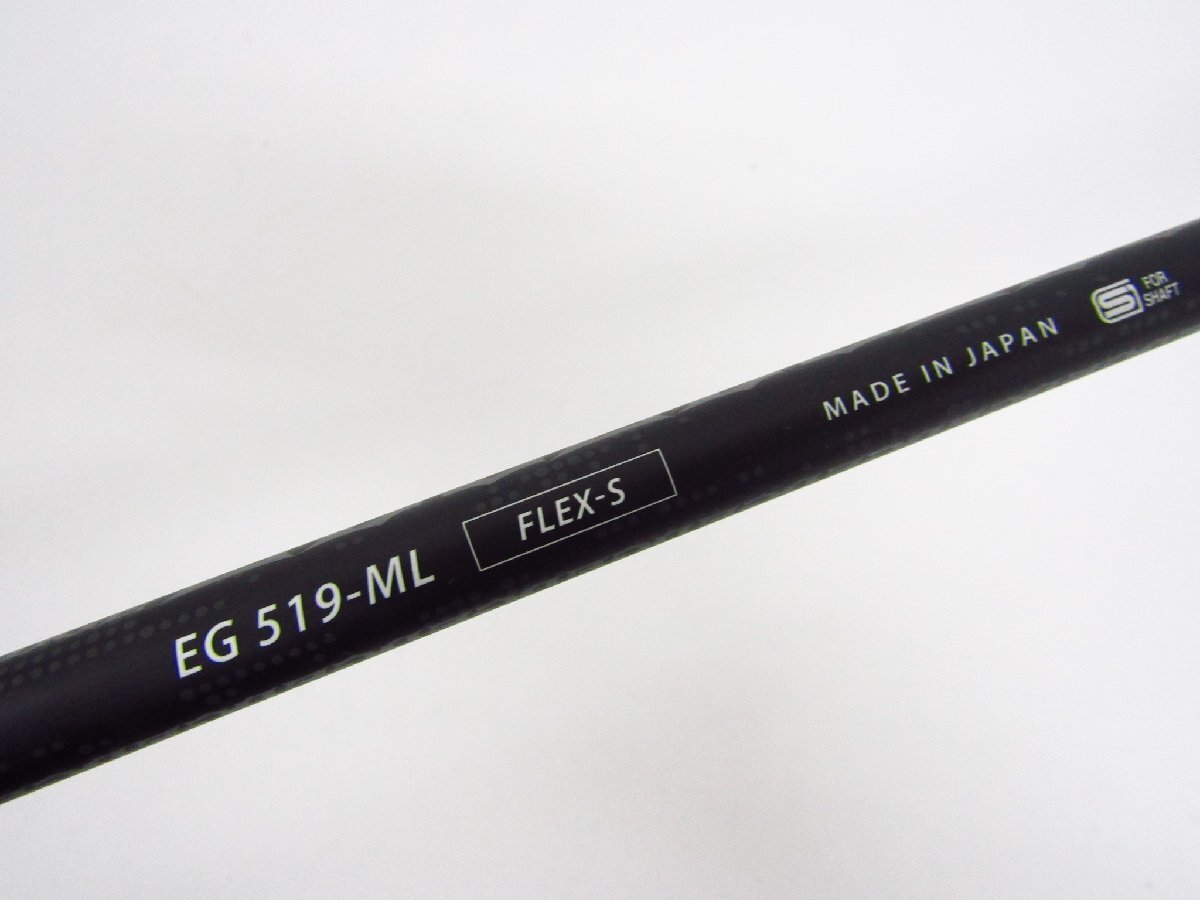 EG 519-ML
FLEX-S
MADE IN JAPAN
S FOR
SHAFT